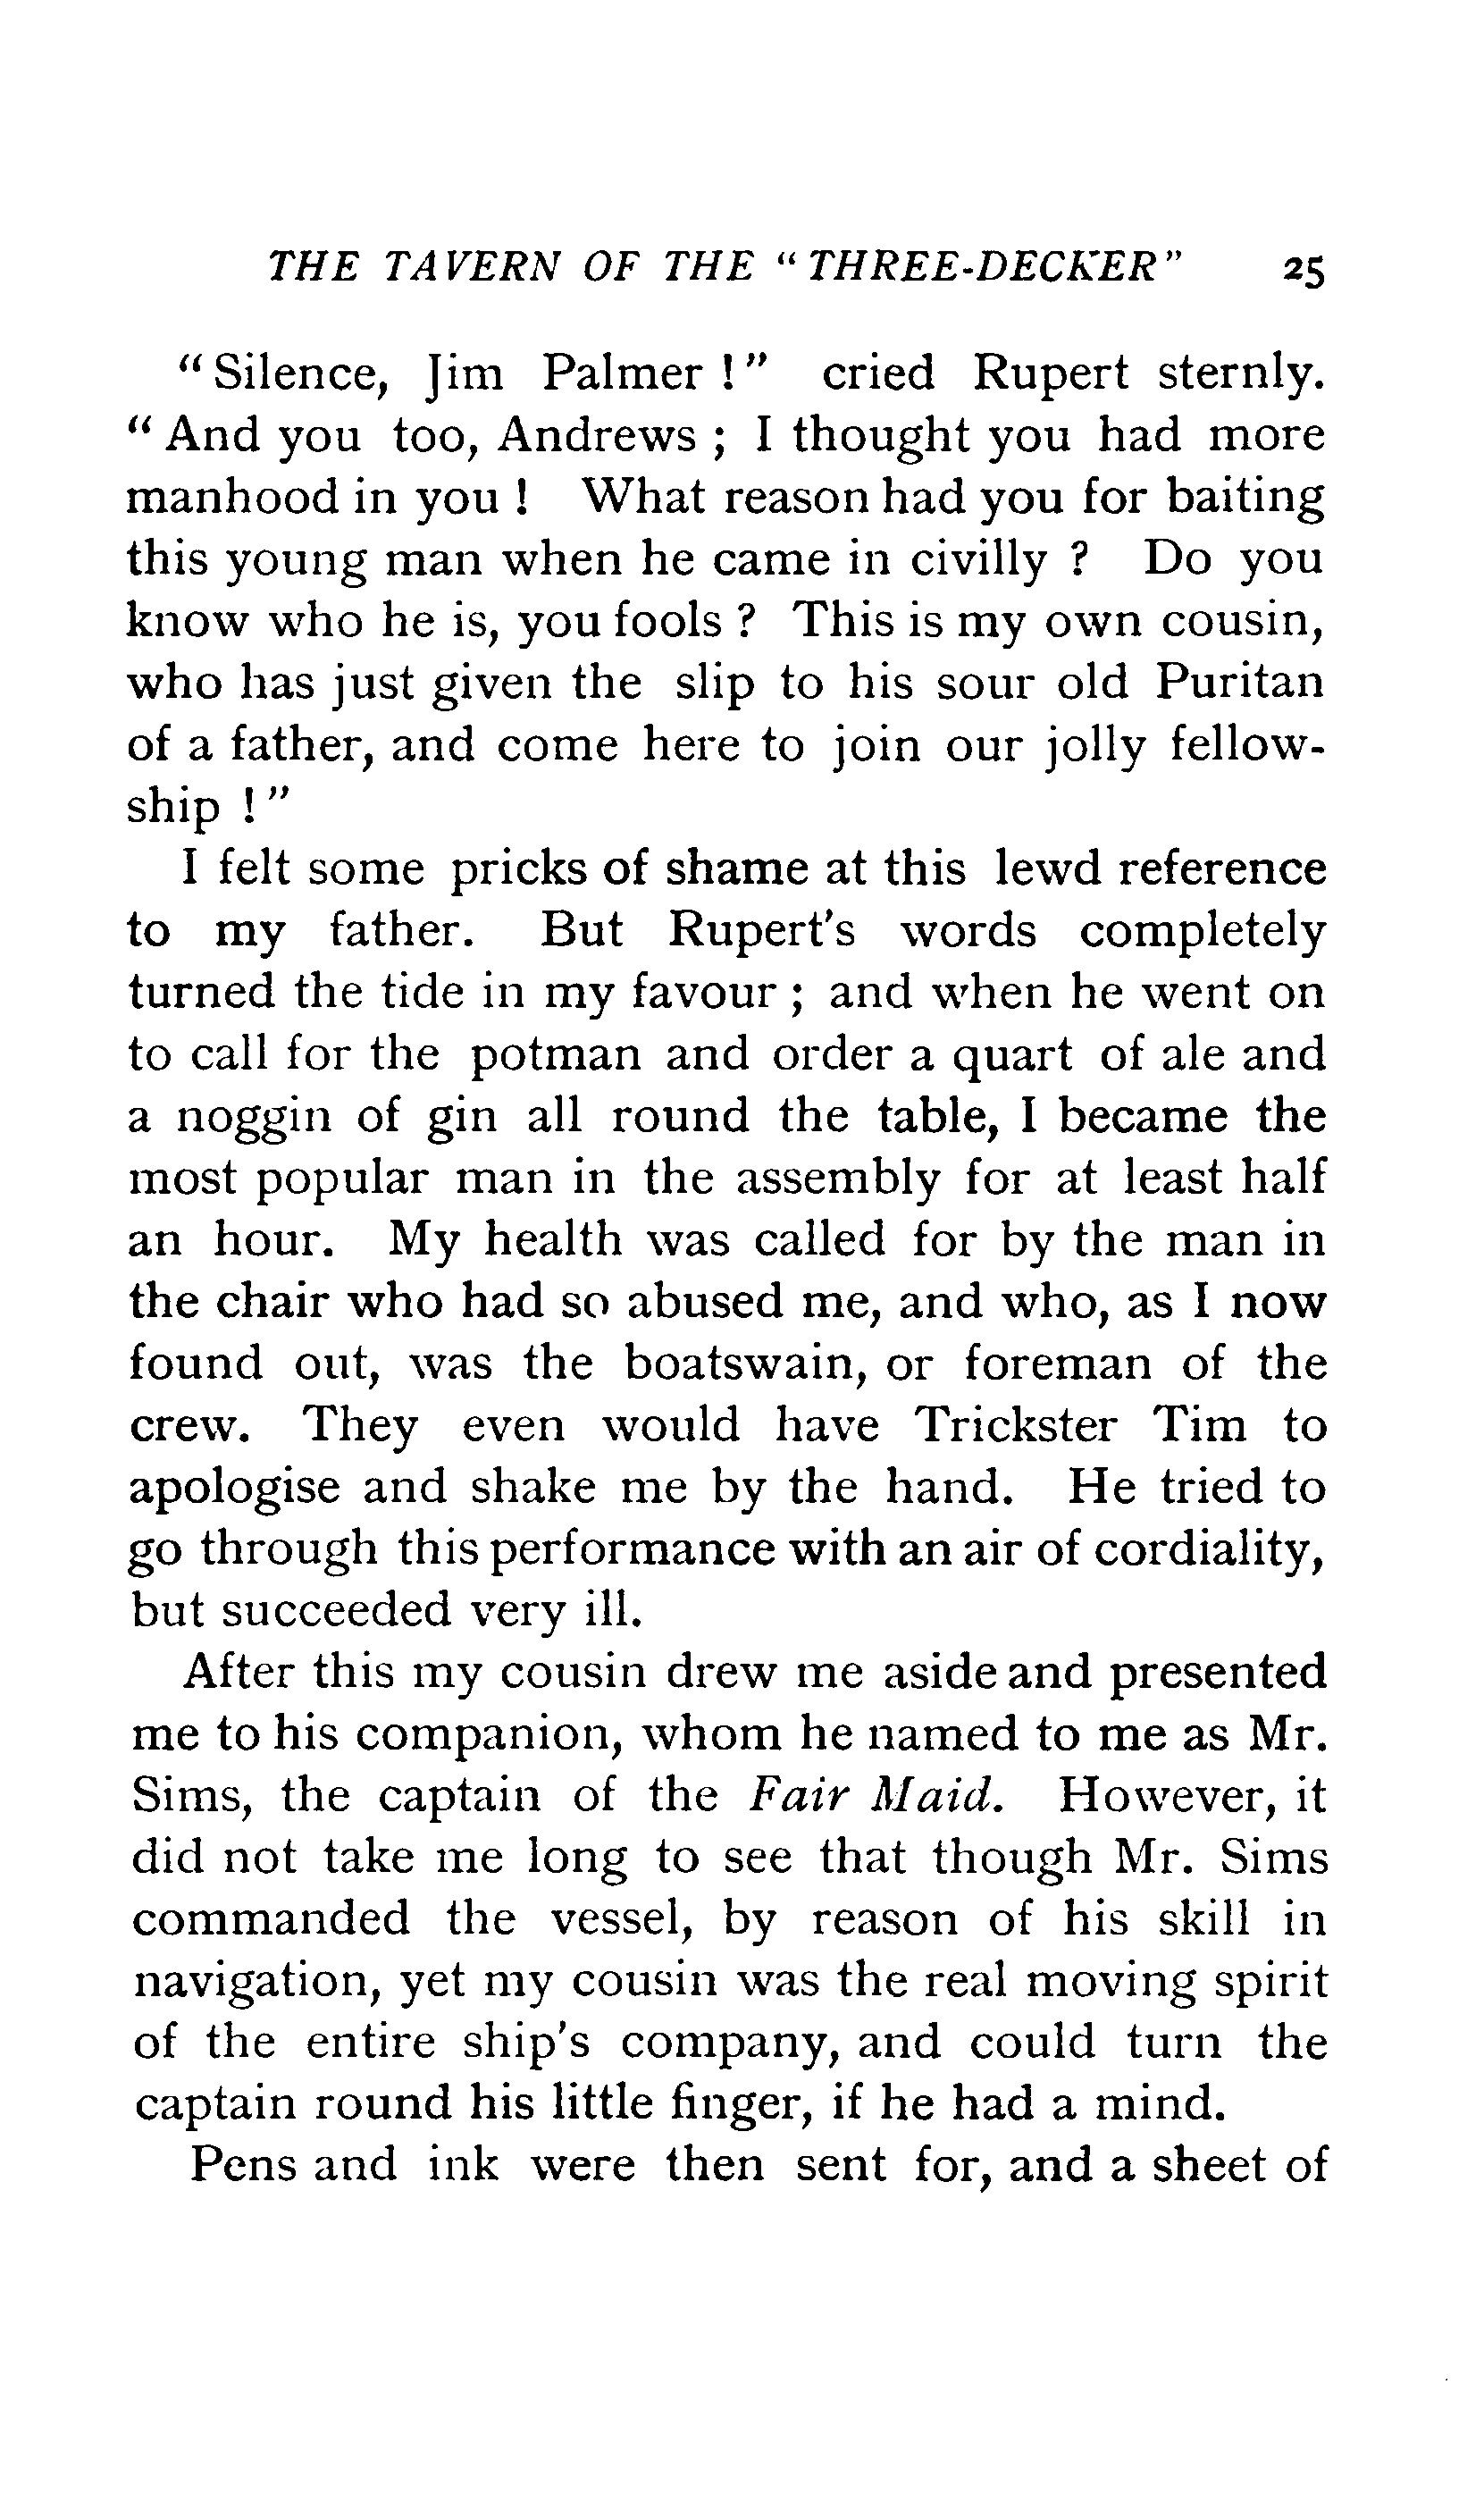 THE TAVERN OF THE "THREE-DECKER" 25
"Silence, Jim Palmer!" cried Rupert sternly.
"And you too, Andrews; I thought you had more
manhood in you! What reason had you for baiting
this young man when he came in civilly? Do you
know who he is, you fools? This is my own cousin,
who has just given the slip to his sour old Puritan
of a father, and come here to join our jolly fellow-
ship!"
I felt some pricks of shame at this lewd reference
to my father. But Rupert's words completely
turned the tide in my favour; and when he went on
to call for the potman and order a quart of ale and
a noggin of gin all round the table, I became the
most popular man in the assembly for at least half
an hour. My health was called for by the man in
the chair who had so abused me, and who, as I now
found out, was the boatswain, or foreman of the
crew. They even would have Trickster Tim to
apologise and shake me by the hand. He tried to
go through this performance with an air of cordiality,
but succeeded very ill.
After this my cousin drew me aside and presented
me to his companion, whom he named to me as Mr.
Sims, the captain of the Fair Maid. However, it
did not take me long to see that though Mr. Sims
commanded the vessel, by reason of his skill in
navigation, yet my cousin was the real moving spirit
of the entire ship's company, and could turn the
captain round his little finger, if he had a mind.
Pens and ink were then sent for, and a sheet of